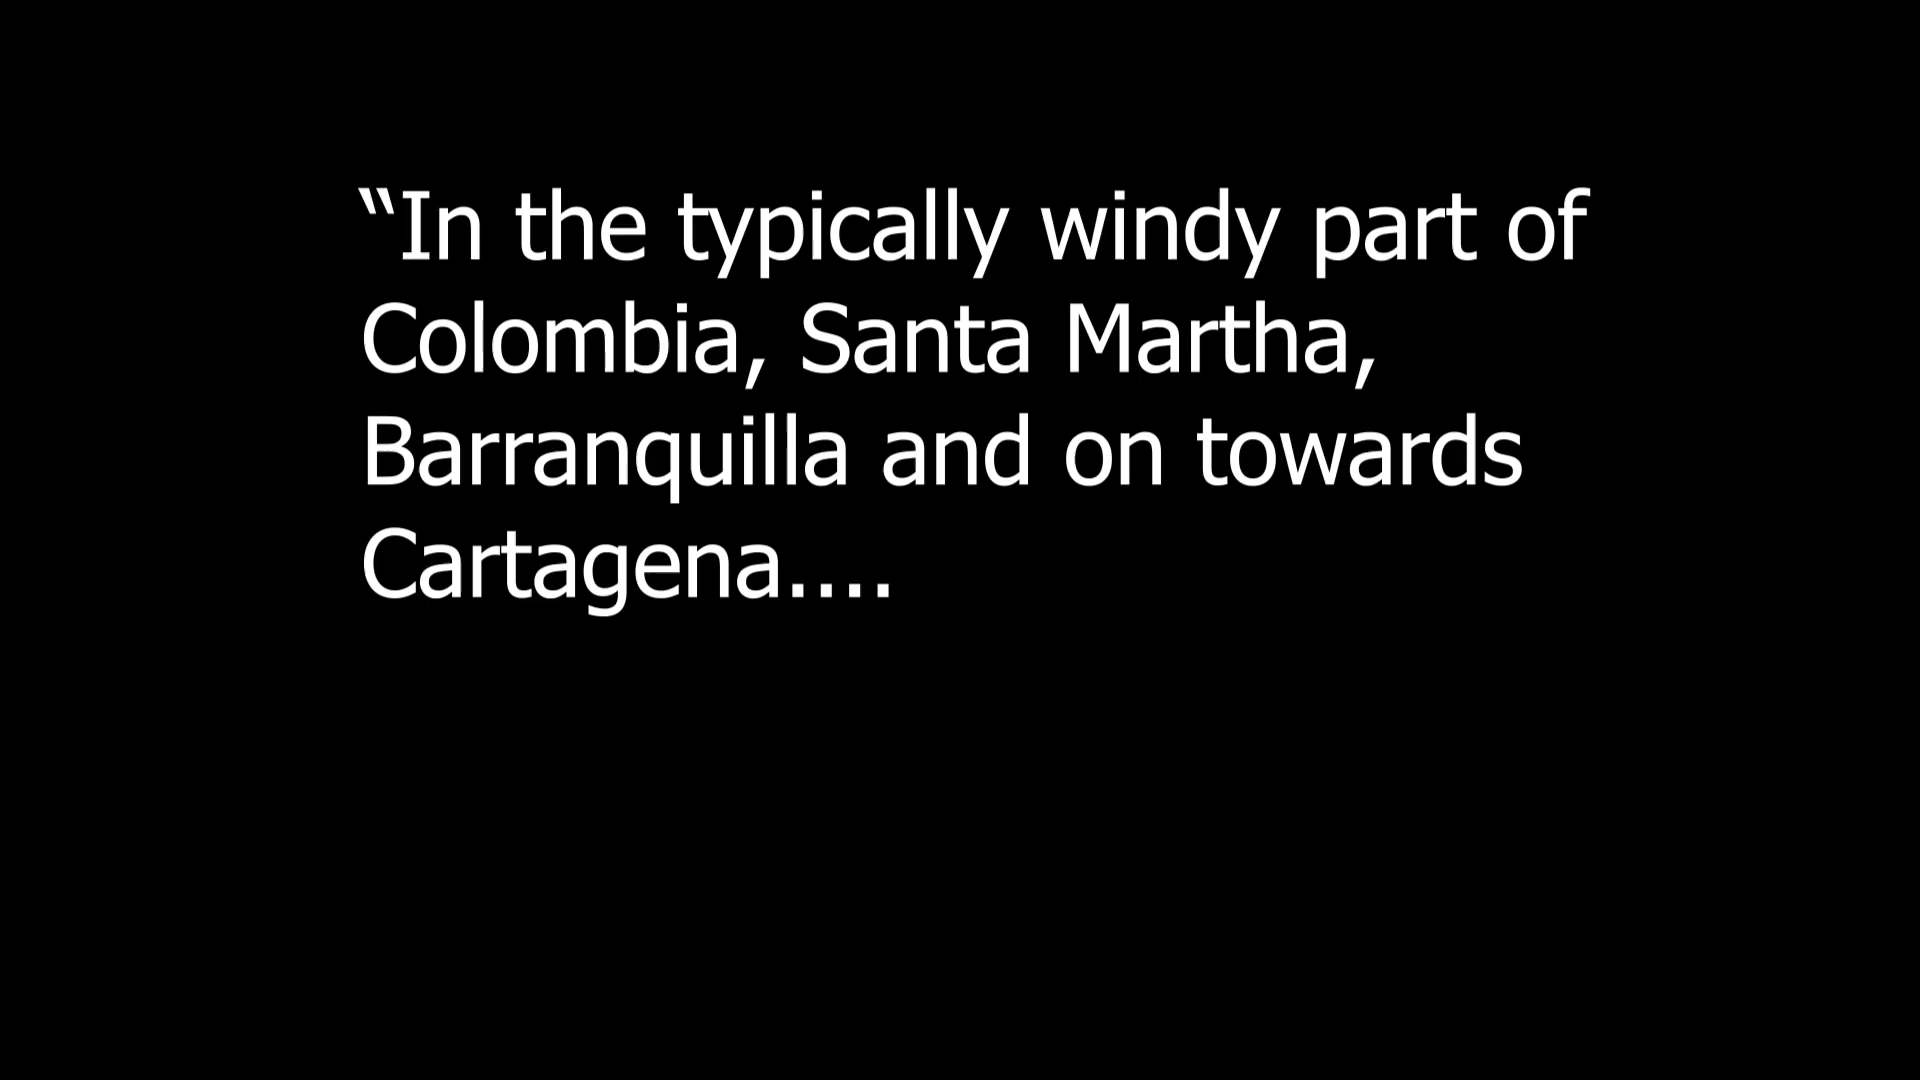 “In the typically windy part of
Colombia, Santa Martha,
Barranquilla and on towards
Cartagena....